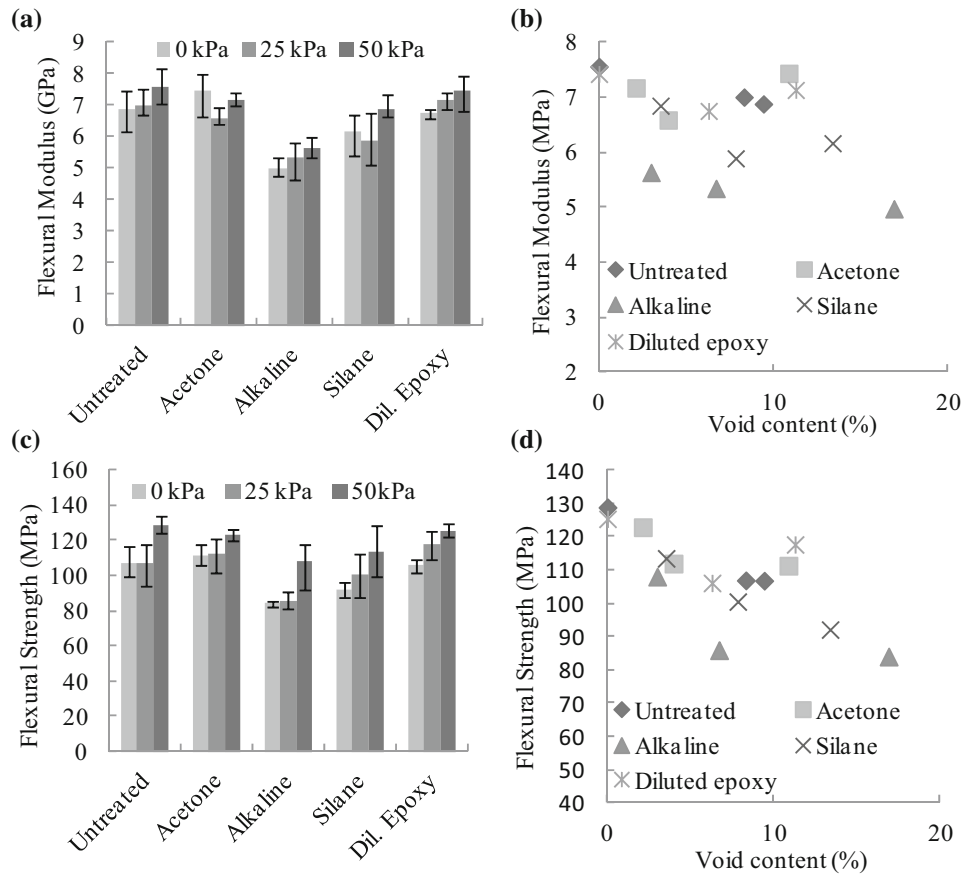 (a)
0 kPa 25 kPa 50 kPa
Flexural Modulus (GPa)
9
8
7
6
5
4
3
2
1
0
Untreated
Acetone
Alkaline
Silane
Dil. Epoxy
(b)
Flexural Modulus (MPa)
8
7
6
5
4
3
2
Untreated Acetone
Alkaline Silane
Diluted epoxy
0 10 20
Void content (%)
(c)
0 kPa 25 kPa 50kPa
Flexural Strength (MPa)
160
140
120
100
80
60
40
20
0
Untreated
Acetone
Alkaline
Silane
Dil. Epoxy
(d)
Flexural Strength (MPa)
140
130
120
110
100
90
80
70
60
50
40
Untreated Acetone
Alkaline Silane
Diluted epoxy
0 10 20
Void content (%)